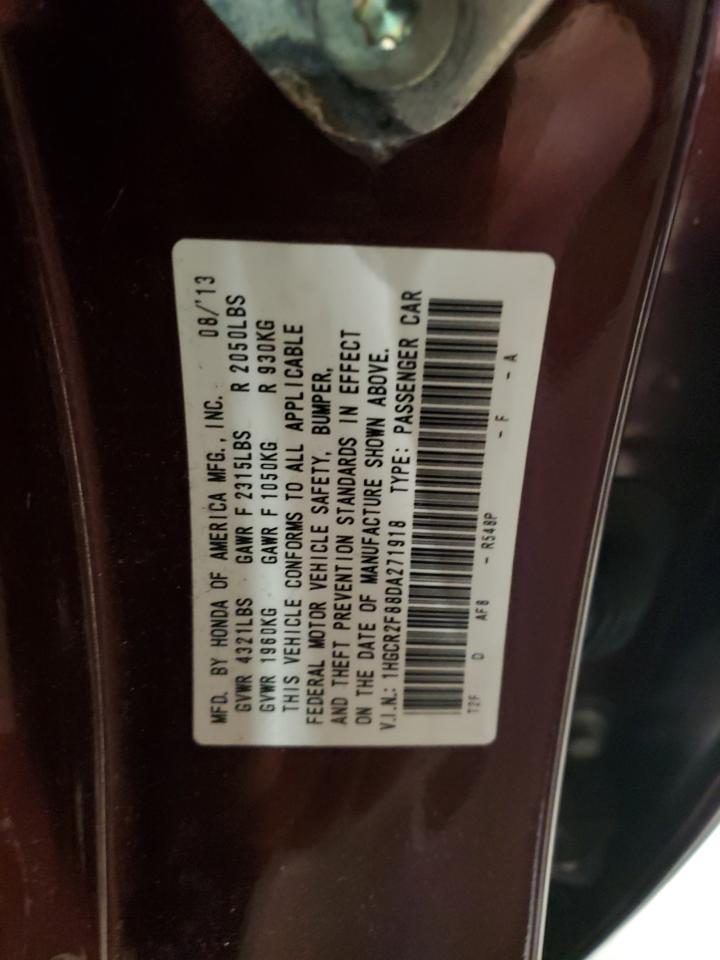 MFD. BY HONDA OF AMERICA MFG., INC. 08/'13
GVWR 4321LBS GAWR F 2315LBS R 2050LBS
GVWR 1960KG GAWR F 1050KG R 930KG
THIS VEHICLE CONFORMS TO ALL APPLICABLE
FEDERAL MOTOR VEHICLE SAFETY, BUMPER,
AND THEFT PREVENTION STANDARDS IN EFFECT
ON THE DATE OF MANUFACTURE SHOWN ABOVE.
V.I.N.: 1HGCR2F88DA271918 TYPE: PASSENGER CAR
T2F D AF8 - R548P - F - A